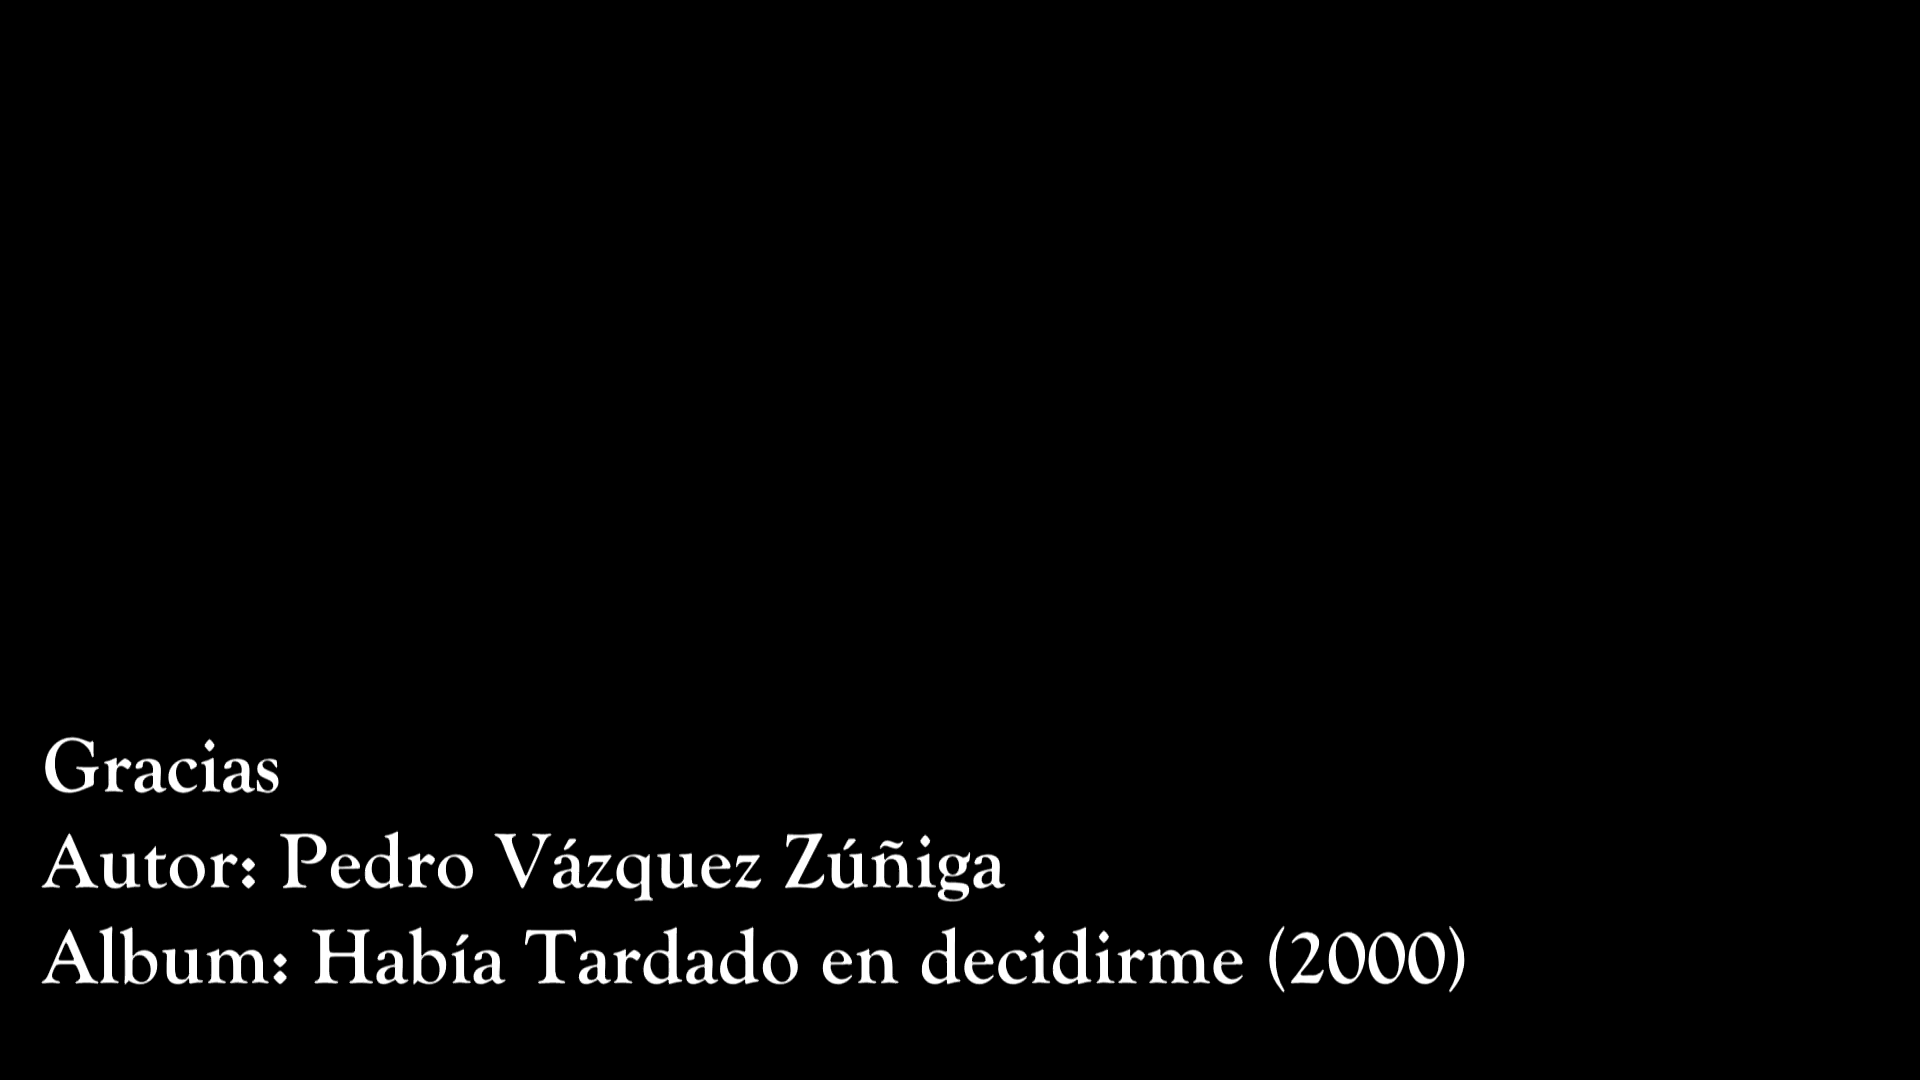 Gracias
Autor: Pedro Vázquez Zúñiga
Album: Había Tardado en decidirme (2000)